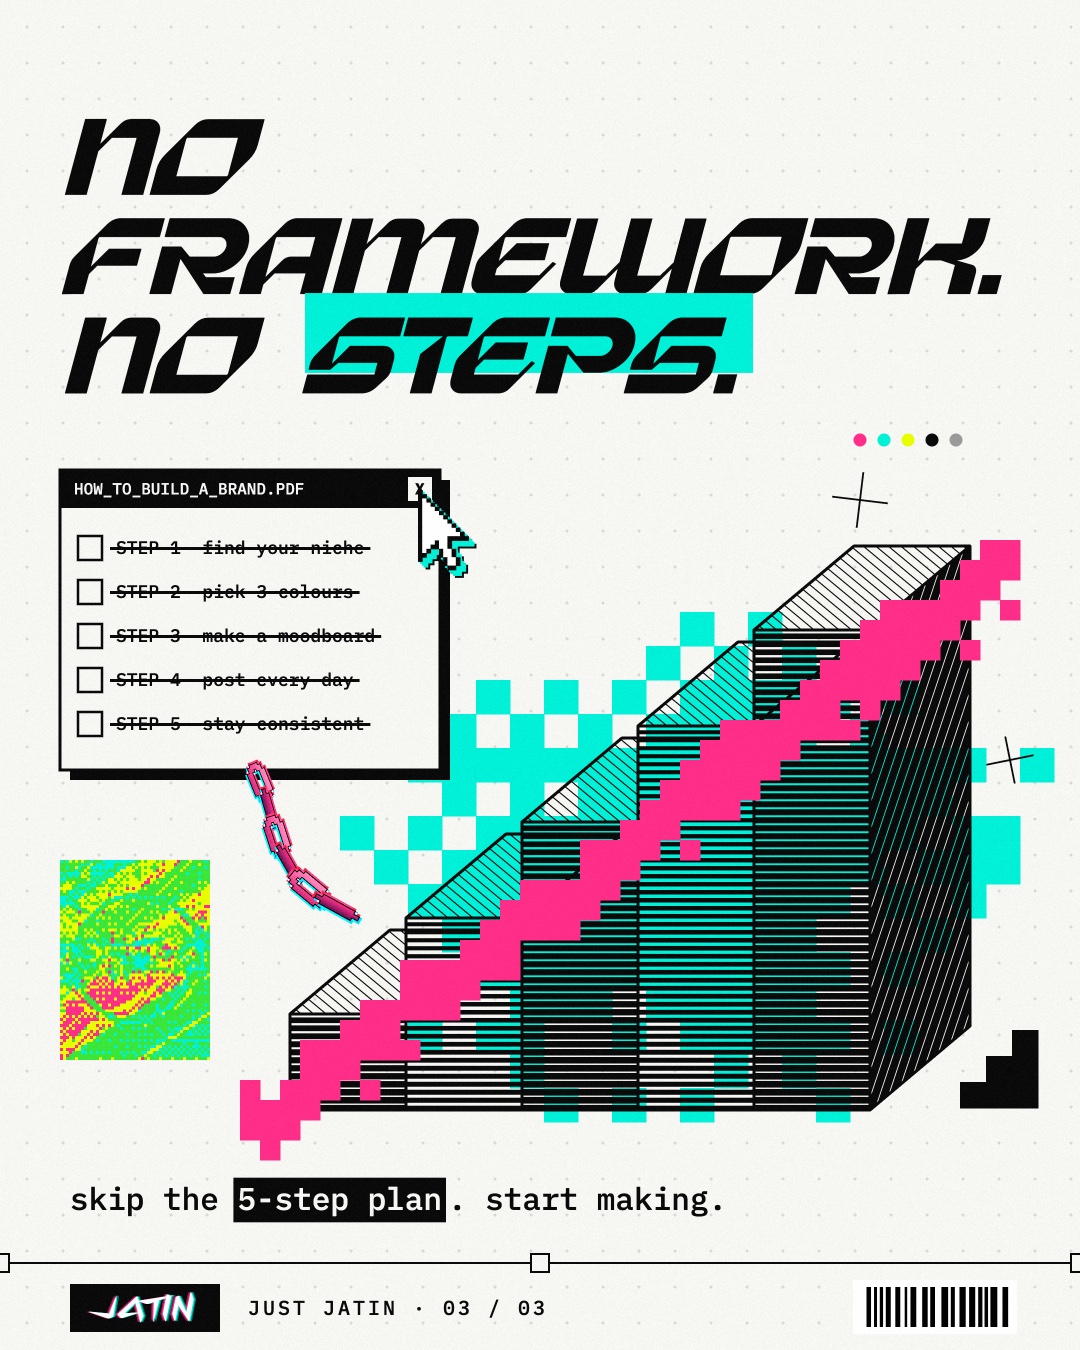 NO
FRAMEWORK.
NO STEPS.
HOW_TO_BUILD_A_BRAND.PDF X
STEP 1 find your niche
STEP 2 pick 3 colours
STEP 3 make a moodboard
STEP 4 post every day
STEP 5 stay consistent
skip the 5-step plan. start making.
JATIN JUST JATIN · 03 / 03